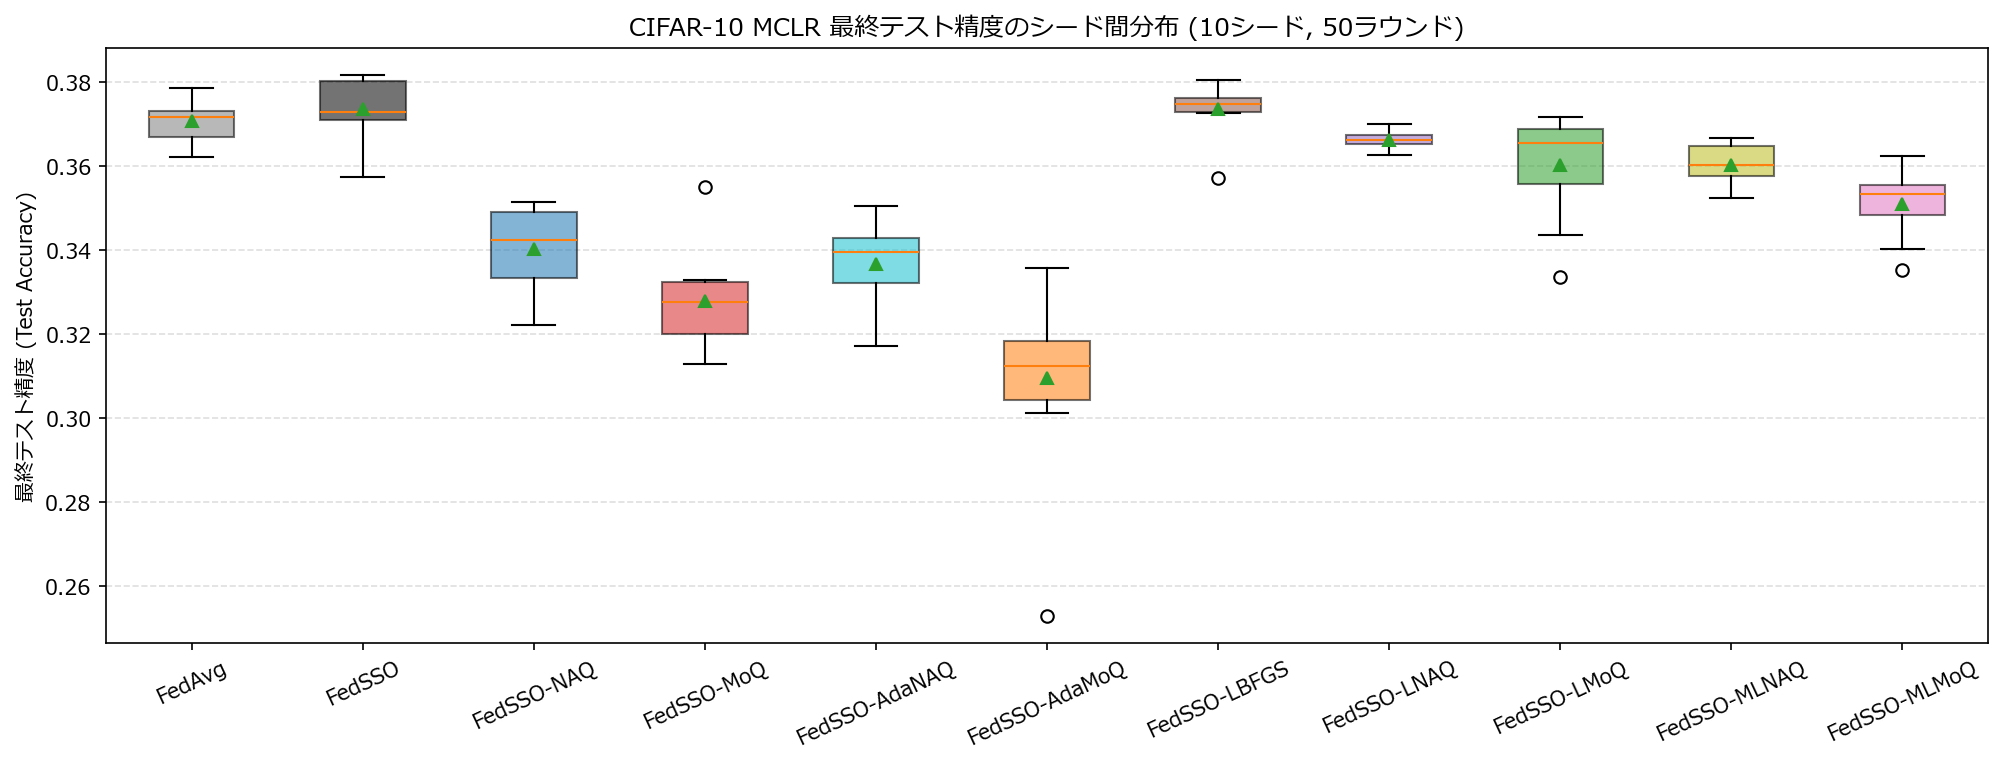 CIFAR-10 MCLR 最終テスト精度のシード間分布 (10シード, 50ラウンド)
最終テスト精度 (Test Accuracy)
0.38
0.36
0.34
0.32
0.30
0.28
0.26
FedAvg
FedSSO
FedSSO-NAQ
FedSSO-MoQ
FedSSO-AdaNAQ
FedSSO-AdaMoQ
FedSSO-LBFGS
FedSSO-LNAQ
FedSSO-LMoQ
FedSSO-MLNAQ
FedSSO-MLMoQ